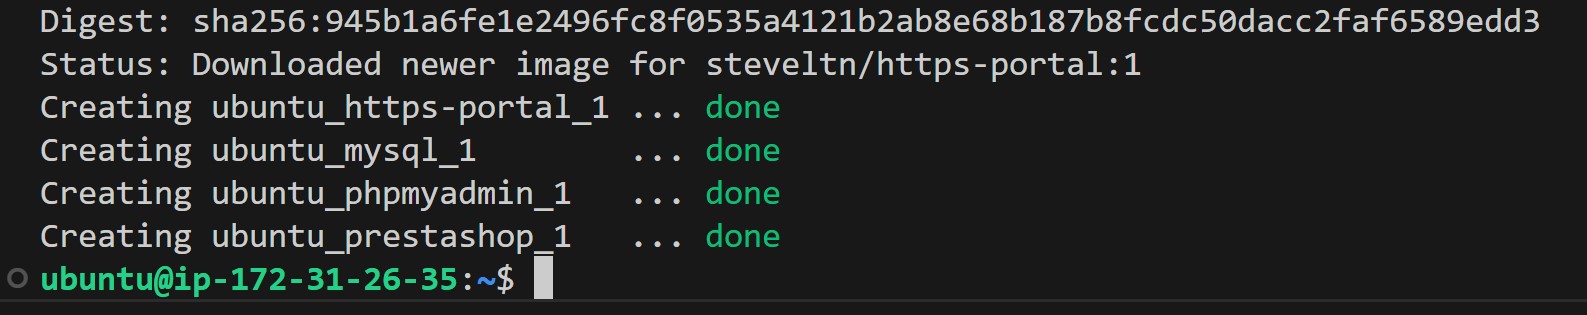 Digest: sha256:945b1a6fe1e2496fc8f0535a4121b2ab8e68b187b8fcdc50dacc2faf6589edd3
Status: Downloaded newer image for steveltn/https-portal:1
Creating ubuntu_https-portal_1 ... done
Creating ubuntu_mysql_1        ... done
Creating ubuntu_phpmyadmin_1   ... done
Creating ubuntu_prestashop_1   ... done
ubuntu@ip-172-31-26-35:~$